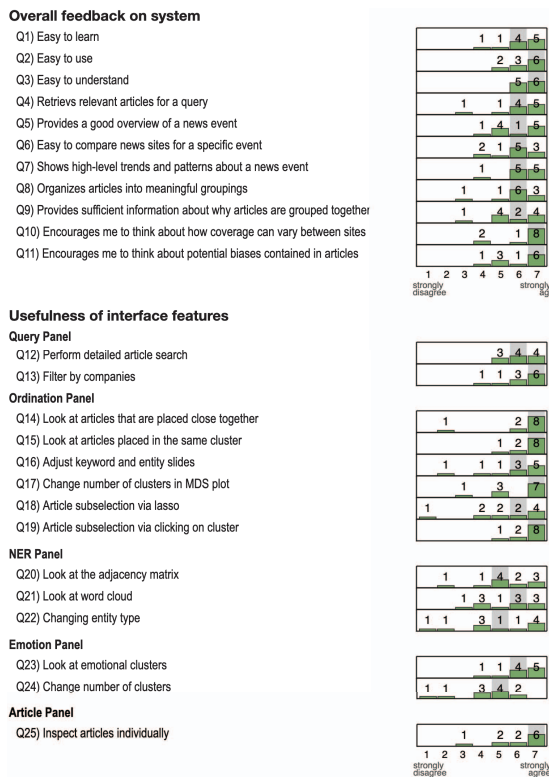 Overall feedback on system
Q1) Easy to learn 1 1 4 5
Q2) Easy to use 2 3 6
Q3) Easy to understand 5 6
Q4) Retrieves relevant articles for a query 1 1 4 5
Q5) Provides a good overview of a news event 1 4 1 5
Q6) Easy to compare news sites for a specific event 2 1 5 3
Q7) Shows high-level trends and patterns about a news event 1 5 5
Q8) Organizes articles into meaningful groupings 1 1 6 3
Q9) Provides sufficient information about why articles are grouped together 1 4 2 4
Q10) Encourages me to think about how coverage can vary between sites 2 1 8
Q11) Encourages me to think about potential biases contained in articles 1 3 1 6
1 2 3 4 5 6 7
strongly strongly
disagree ag
Usefulness of interface features
Query Panel
Q12) Perform detailed article search 3 4 4
Q13) Filter by companies 1 1 3 6
Ordination Panel
Q14) Look at articles that are placed close together 1 2 8
Q15) Look at articles placed in the same cluster 1 2 8
Q16) Adjust keyword and entity slides 1 1 1 3 5
Q17) Change number of clusters in MDS plot 1 3 7
Q18) Article subselection via lasso 1 2 2 2 4
Q19) Article subselection via clicking on cluster 1 2 8
NER Panel
Q20) Look at the adjacency matrix 1 1 4 2 3
Q21) Look at word cloud 1 3 1 3 3
Q22) Changing entity type 1 1 3 1 1 4
Emotion Panel
Q23) Look at emotional clusters 1 1 4 5
Q24) Change number of clusters 1 1 3 4 2
Article Panel
Q25) Inspect articles individually 1 2 2 6
1 2 3 4 5 6 7
strongly strongly
disagree agree